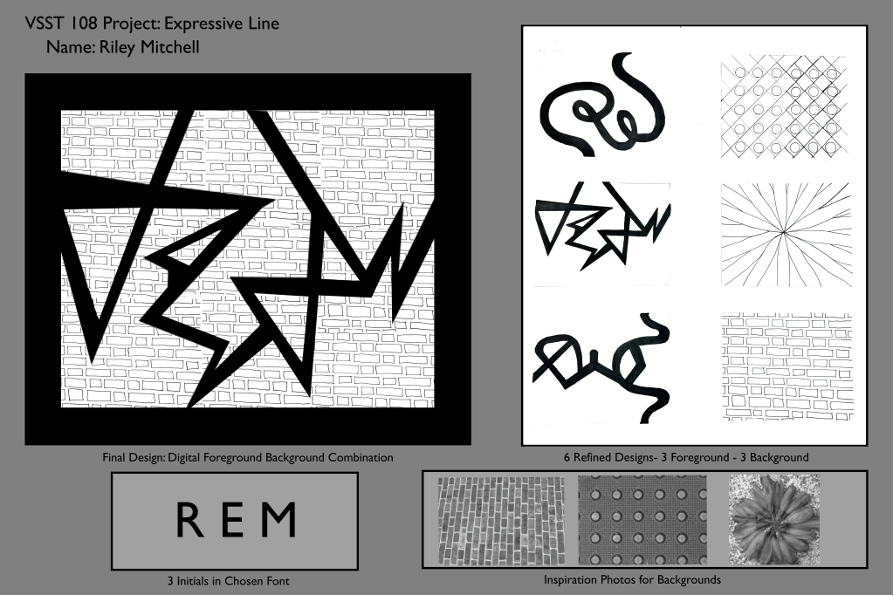 VSST 108 Project: Expressive Line
Name: Riley Mitchell
Final Design: Digital Foreground Background Combination
6 Refined Designs- 3 Foreground - 3 Background
R E M
3 Initials in Chosen Font
Inspiration Photos for Backgrounds